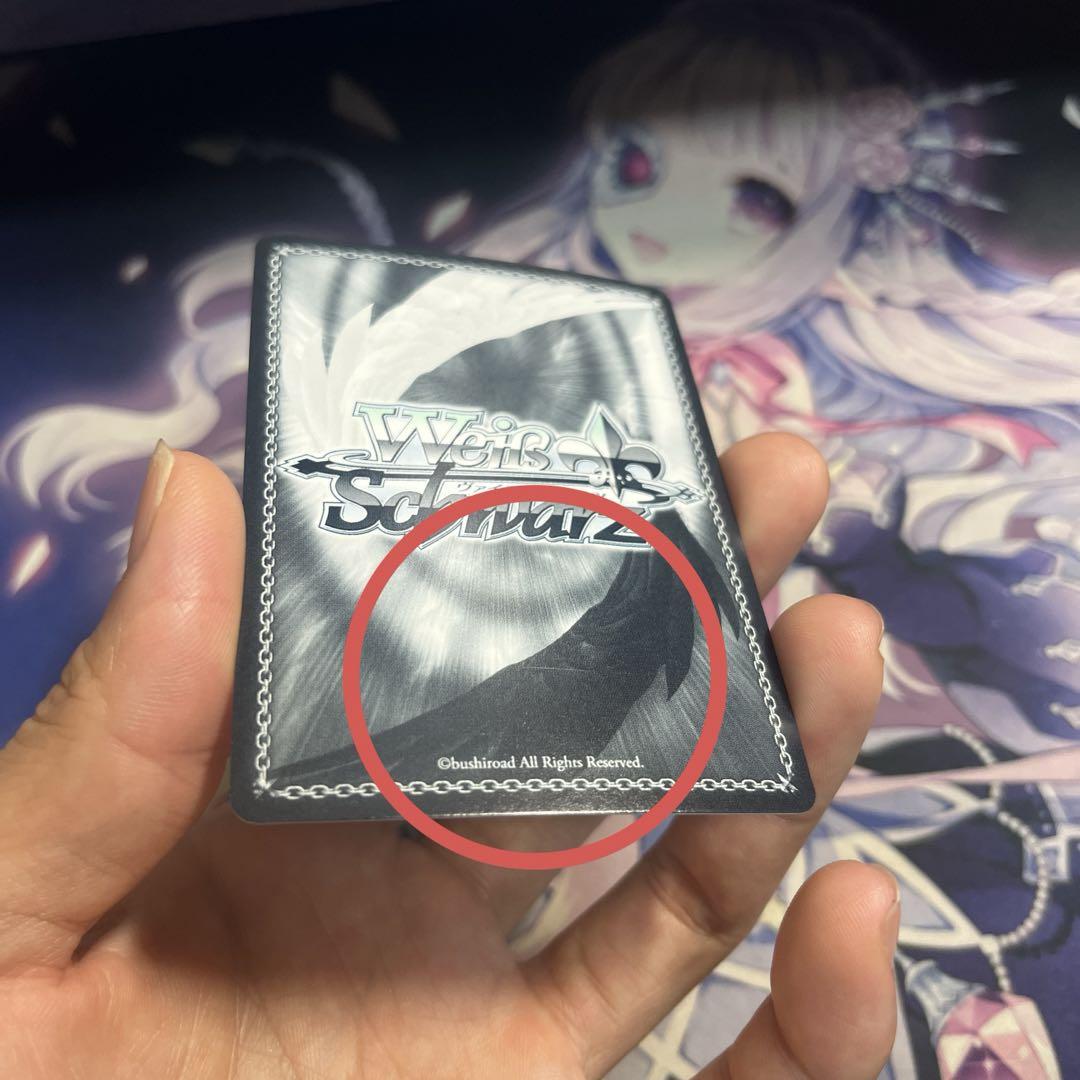 Weiß
Schwarz
©bushiroad All Rights Reserved.